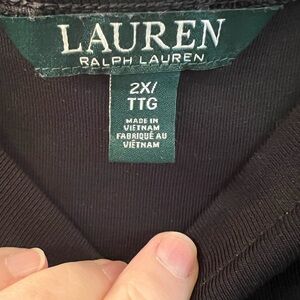 LAUREN
RALPH LAUREN
2X/
TTG
MADE IN
VIETNAM
FABRIQUÉ AU
VIETNAM